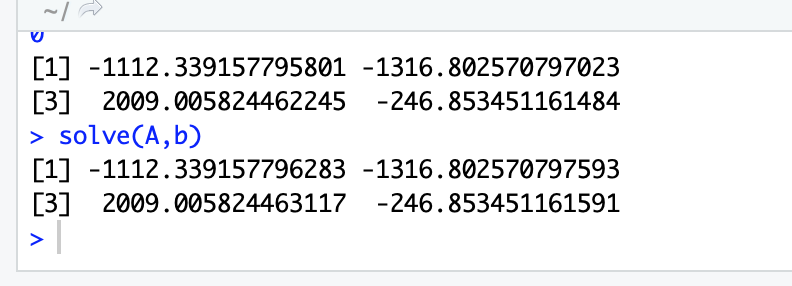 ~/
[1] -1112.339157795801 -1316.802570797023
[3]  2009.005824462245  -246.853451161484
> solve(A,b)
[1] -1112.339157796283 -1316.802570797593
[3]  2009.005824463117  -246.853451161591
>